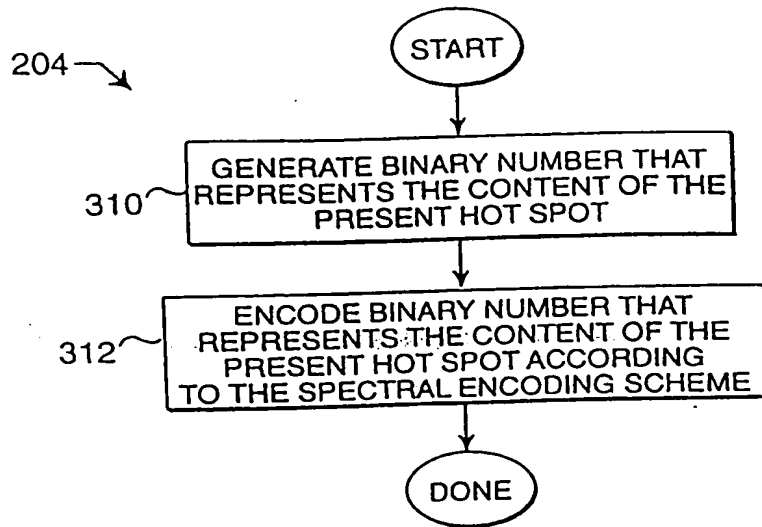 204
START
310
GENERATE BINARY NUMBER THAT
REPRESENTS THE CONTENT OF THE
PRESENT HOT SPOT.
312
ENCODE BINARY NUMBER THAT
REPRESENTS THE CONTENT OF THE
PRESENT HOT SPOT ACCORDING
TO THE SPECTRAL ENCODING SCHEME
DONE